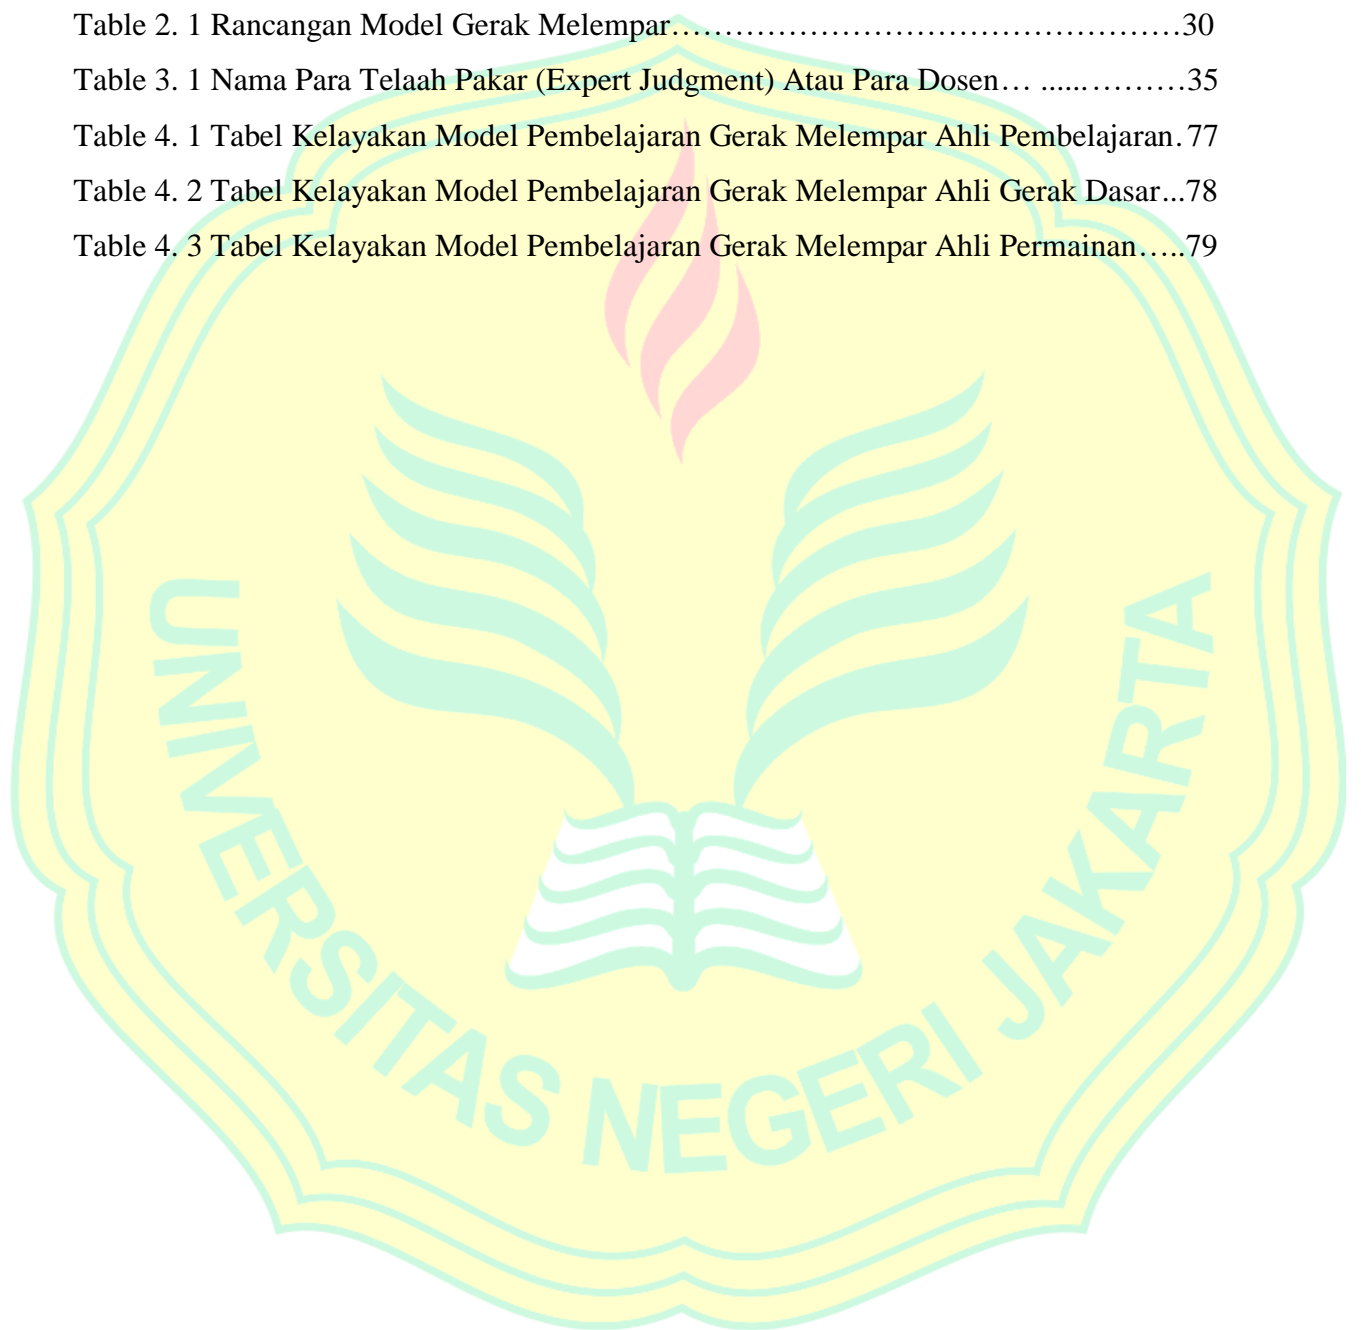 Table 2. 1 Rancangan Model Gerak Melempar…………………………………………30
Table 3. 1 Nama Para Telaah Pakar (Expert Judgment) Atau Para Dosen… ......………35
Table 4. 1 Tabel Kelayakan Model Pembelajaran Gerak Melempar Ahli Pembelajaran. 77
Table 4. 2 Tabel Kelayakan Model Pembelajaran Gerak Melempar Ahli Gerak Dasar...78
Table 4. 3 Tabel Kelayakan Model Pembelajaran Gerak Melempar Ahli Permainan…..79
UNIVERSITAS NEGERI JAKARTA